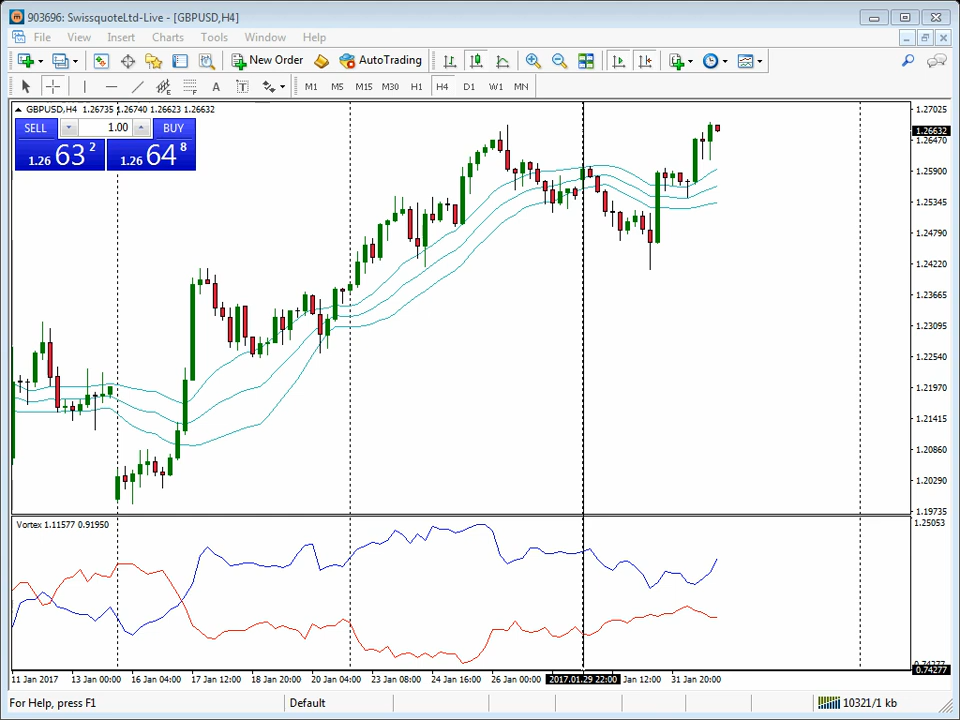 903696: SwissquoteLtd-Live - [GBPUSD,H4]
File View Insert Charts Tools Window Help
New Order AutoTrading
A T M1 M5 M15 M30 H1 H4 D1 W1 MN
GBPUSD,H4 1.26735 1.26740 1.26623 1.26632
SELL 1.00 BUY
1.26 63 2 1.26 64 8
1.27025
1.26632
1.26470
1.25900
1.25345
1.24790
1.24220
1.23665
1.23095
1.22540
1.21970
1.21415
1.20860
1.20290
1.19735
Vortex 1.11577 0.91950
1.25053
0.74277
11 Jan 2017 13 Jan 00:00 16 Jan 04:00 17 Jan 12:00 18 Jan 20:00 20 Jan 04:00 23 Jan 08:00 24 Jan 16:00 26 Jan 00:00 2017.01.29 22:00 Jan 12:00 31 Jan 20:00
For Help, press F1 Default 10321/1 kb